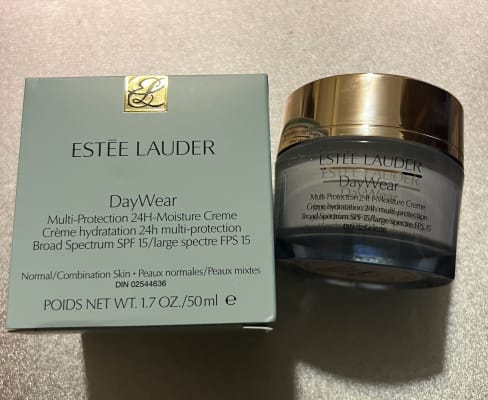 ESTĒE LAUDER
DayWear
Multi-Protection 24H-Moisture Creme
Crème hydratation 24h multi-protection
Broad Spectrum SPF 15/large spectre FPS 15
Normal/Combination Skin • Peaux normales/Peaux mixtes
DIN 02544636
POIDS NET WT. 1.7 OZ./50 ml ℮
ESTĒE LAUDER
DayWear
Multi-Protection 24H-Moisture Creme
Crème hydratation 24h multi-protection
Broad Spectrum SPF 15/large spectre FPS 15
DIN 02544636